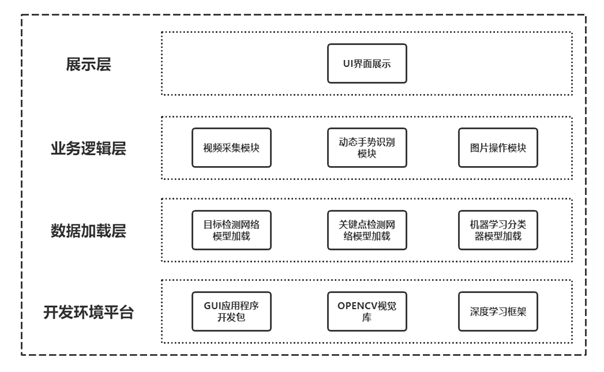 展示层
UI界面展示
业务逻辑层
视频采集模块
动态手势识别
模块
图片操作模块
数据加载层
目标检测网络
模型加载
关键点检测网
络模型加载
机器学习分类
器模型加载
开发环境平台
GUI应用程序
开发包
OPENCV视觉
库
深度学习框架